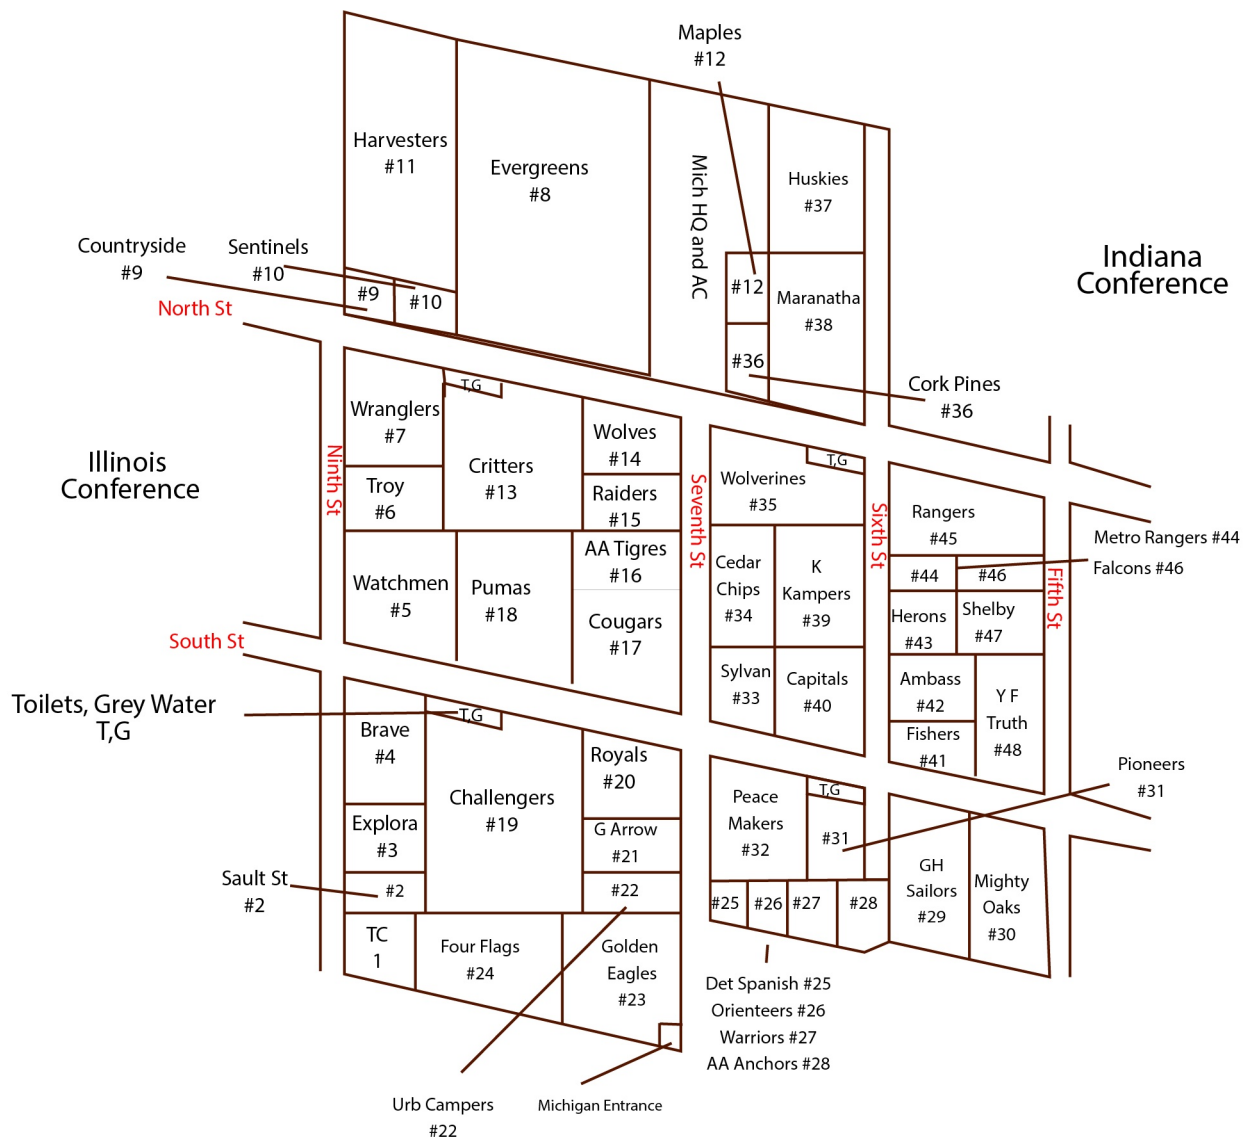 Maples
#12
Harvesters
#11
Evergreens
#8
Mich HQ and AC
Huskies
#37
Countryside
#9
Sentinels
#10
#9
#10
#12
Maranatha
#38
Indiana
Conference
North St
#36
Cork Pines
#36
Wranglers
#7
T,G
Critters
#13
Wolves
#14
Raiders
#15
Illinois
Conference
Ninth St
Troy
#6
Watchmen
#5
Pumas
#18
AA Tigres
#16
Cougars
#17
Seventh St
Wolverines
#35
T,G
Cedar
Chips
#34
K
Kampers
#39
Sylvan
#33
Capitals
#40
Sixth St
Rangers
#45
#44
#46
Metro Rangers #44
Falcons #46
Herons
#43
Shelby
#47
Fifth St
Ambass
#42
Fishers
#41
Y F
Truth
#48
South St
Toilets, Grey Water
T,G
Brave
#4
T,G
Challengers
#19
Royals
#20
Explora
#3
G Arrow
#21
Sault St
#2
#2
#22
TC
1
Four Flags
#24
Golden
Eagles
#23
Peace
Makers
#32
T,G
#31
Pioneers
#31
#25
#26
#27
#28
GH
Sailors
#29
Mighty
Oaks
#30
Det Spanish #25
Orienteers #26
Warriors #27
AA Anchors #28
Urb Campers
#22
Michigan Entrance